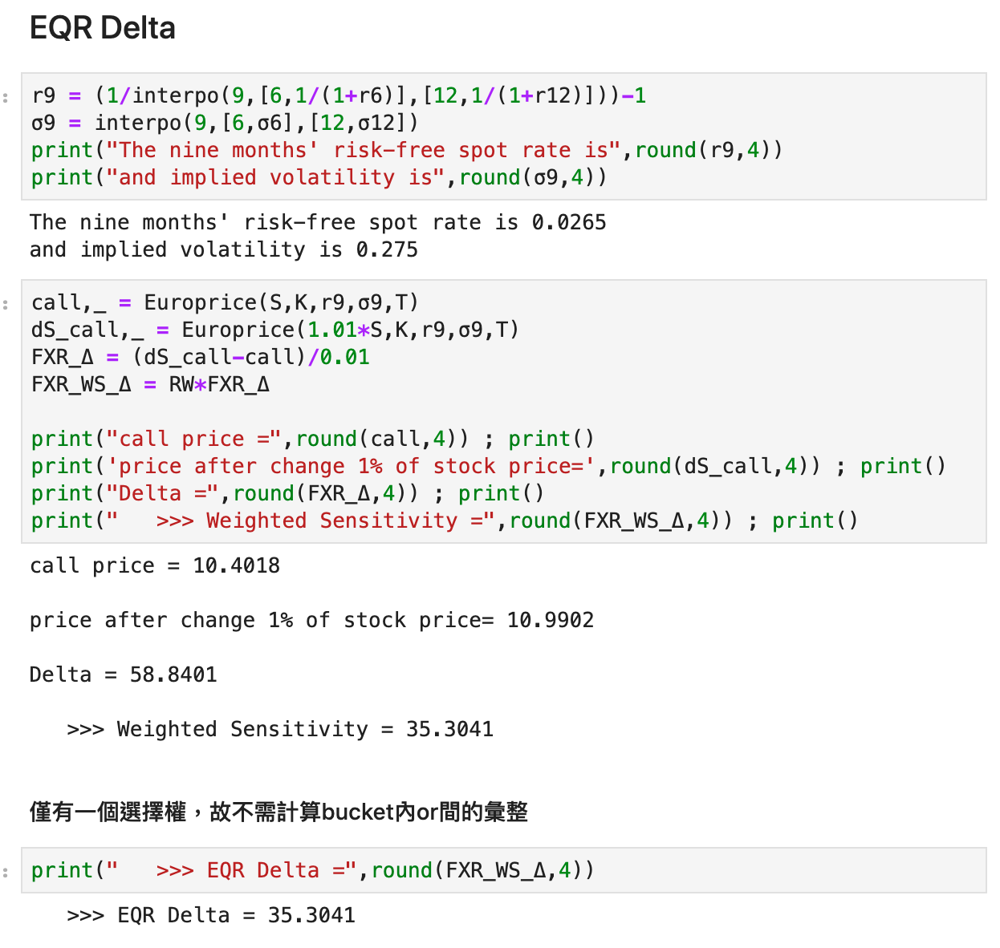 EQR Delta
r9 = (1/interpo(9,[6,1/(1+r6)],[12,1/(1+r12)]))-1
σ9 = interpo(9,[6,σ6],[12,σ12])
print("The nine months' risk-free spot rate is",round(r9,4))
print("and implied volatility is",round(σ9,4))
The nine months' risk-free spot rate is 0.0265
and implied volatility is 0.275
call,_ = Europrice(S,K,r9,σ9,T)
dS_call,_ = Europrice(1.01*S,K,r9,σ9,T)
FXR_Δ = (dS_call-call)/0.01
FXR_WS_Δ = RW*FXR_Δ
print("call price =",round(call,4)) ; print()
print('price after change 1% of stock price=',round(dS_call,4)) ; print()
print("Delta =",round(FXR_Δ,4)) ; print()
print("   >>> Weighted Sensitivity =",round(FXR_WS_Δ,4)) ; print()
call price = 10.4018
price after change 1% of stock price= 10.9902
Delta = 58.8401
>>> Weighted Sensitivity = 35.3041
僅有一個選擇權，故不需計算bucket內or間的彙整
print("   >>> EQR Delta =",round(FXR_WS_Δ,4))
>>> EQR Delta = 35.3041